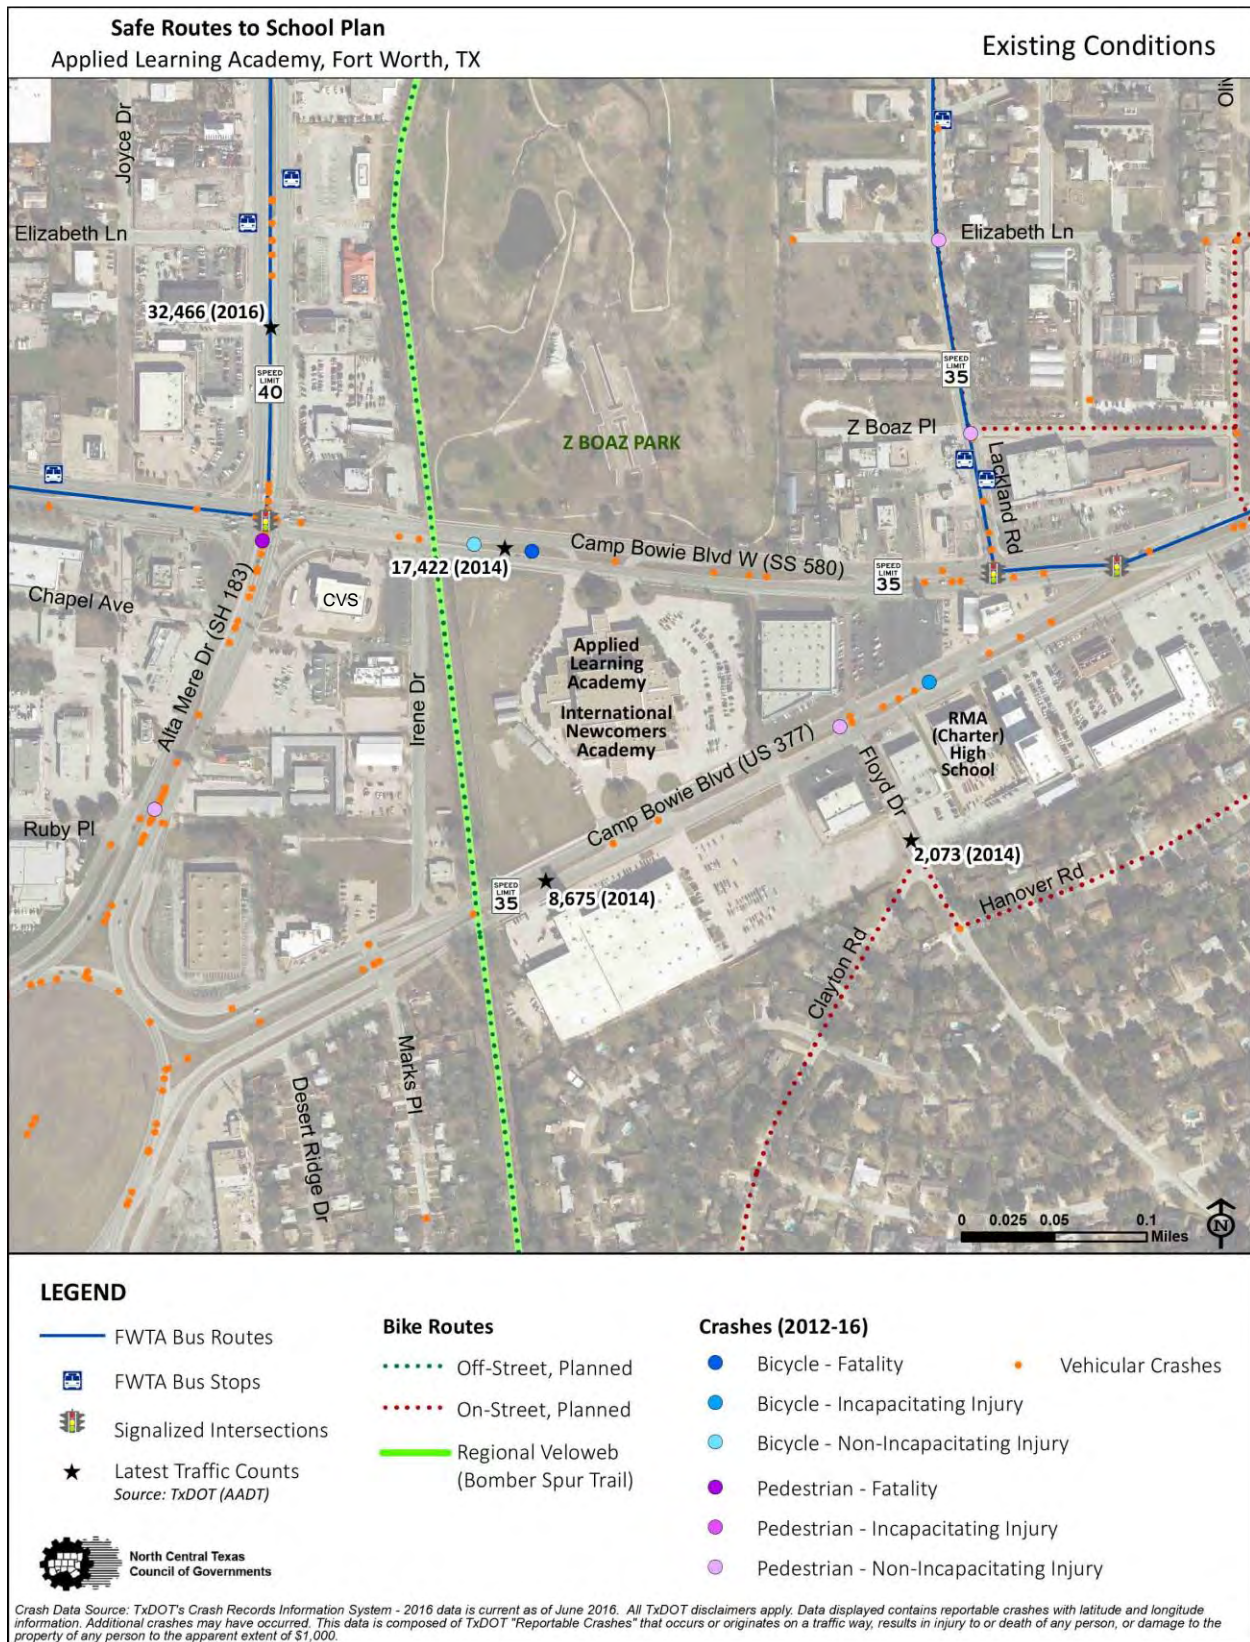 Safe Routes to School Plan
Applied Learning Academy, Fort Worth, TX
Existing Conditions
Joyce Dr
Elizabeth Ln
Elizabeth Ln
32,466 (2016)
SPEED
LIMIT
40
SPEED
LIMIT
35
Z Boaz Pl
Z BOAZ PARK
Lackland Rd
Camp Bowie Blvd W (SS 580)
17,422 (2014)
SPEED
LIMIT
35
Chapel Ave
CVS
Alta Mere Dr (SH 183)
Irene Dr
Applied
Learning
Academy
International
Newcomers
Academy
RMA
(Charter)
High
School
Camp Bowie Blvd (US 377)
Floyd Dr
Ruby Pl
2,073 (2014)
SPEED
LIMIT
35
8,675 (2014)
Hanover Rd
Clayton Rd
Marks Pl
Desert Ridge Dr
0 0.025 0.05 0.1
Miles
N
LEGEND
FWTA Bus Routes
FWTA Bus Stops
Signalized Intersections
Latest Traffic Counts
Source: TxDOT (AADT)
Bike Routes
Off-Street, Planned
On-Street, Planned
Regional Veloweb
(Bomber Spur Trail)
Crashes (2012-16)
Bicycle - Fatality
Bicycle - Incapacitating Injury
Bicycle - Non-Incapacitating Injury
Pedestrian - Fatality
Pedestrian - Incapacitating Injury
Pedestrian - Non-Incapacitating Injury
Vehicular Crashes
North Central Texas
Council of Governments
Crash Data Source: TxDOT's Crash Records Information System - 2016 data is current as of June 2016. All TxDOT disclaimers apply. Data displayed contains reportable crashes with latitude and longitude
information. Additional crashes may have occurred. This data is composed of TxDOT "Reportable Crashes" that occurs or originates on a traffic way, results in injury to or death of any person, or damage to the
property of any person to the apparent extent of $1,000.